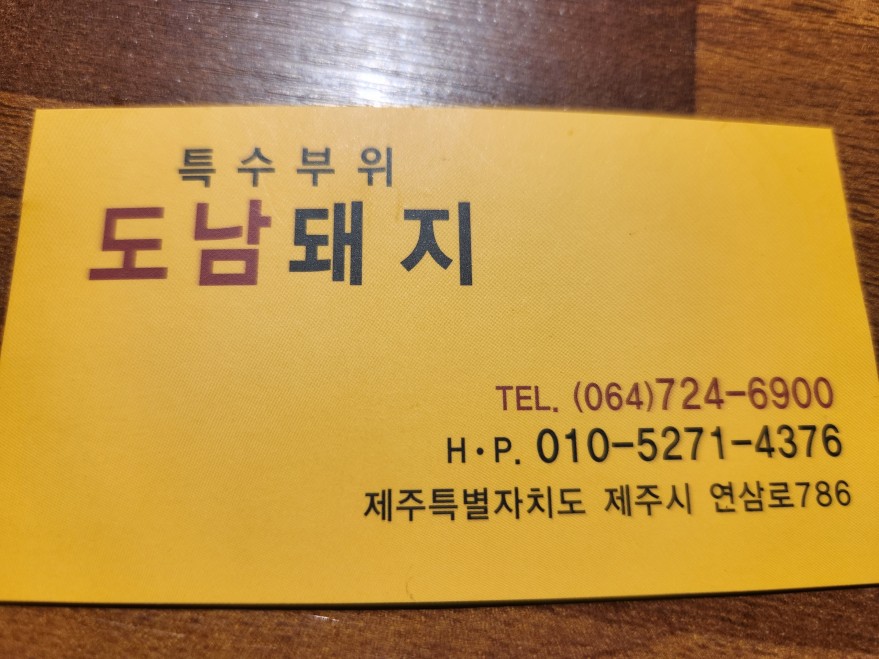 특수부위
도남돼지
TEL. (064)724-6900
H·P. 010-5271-4376
제주특별자치도 제주시 연삼로786